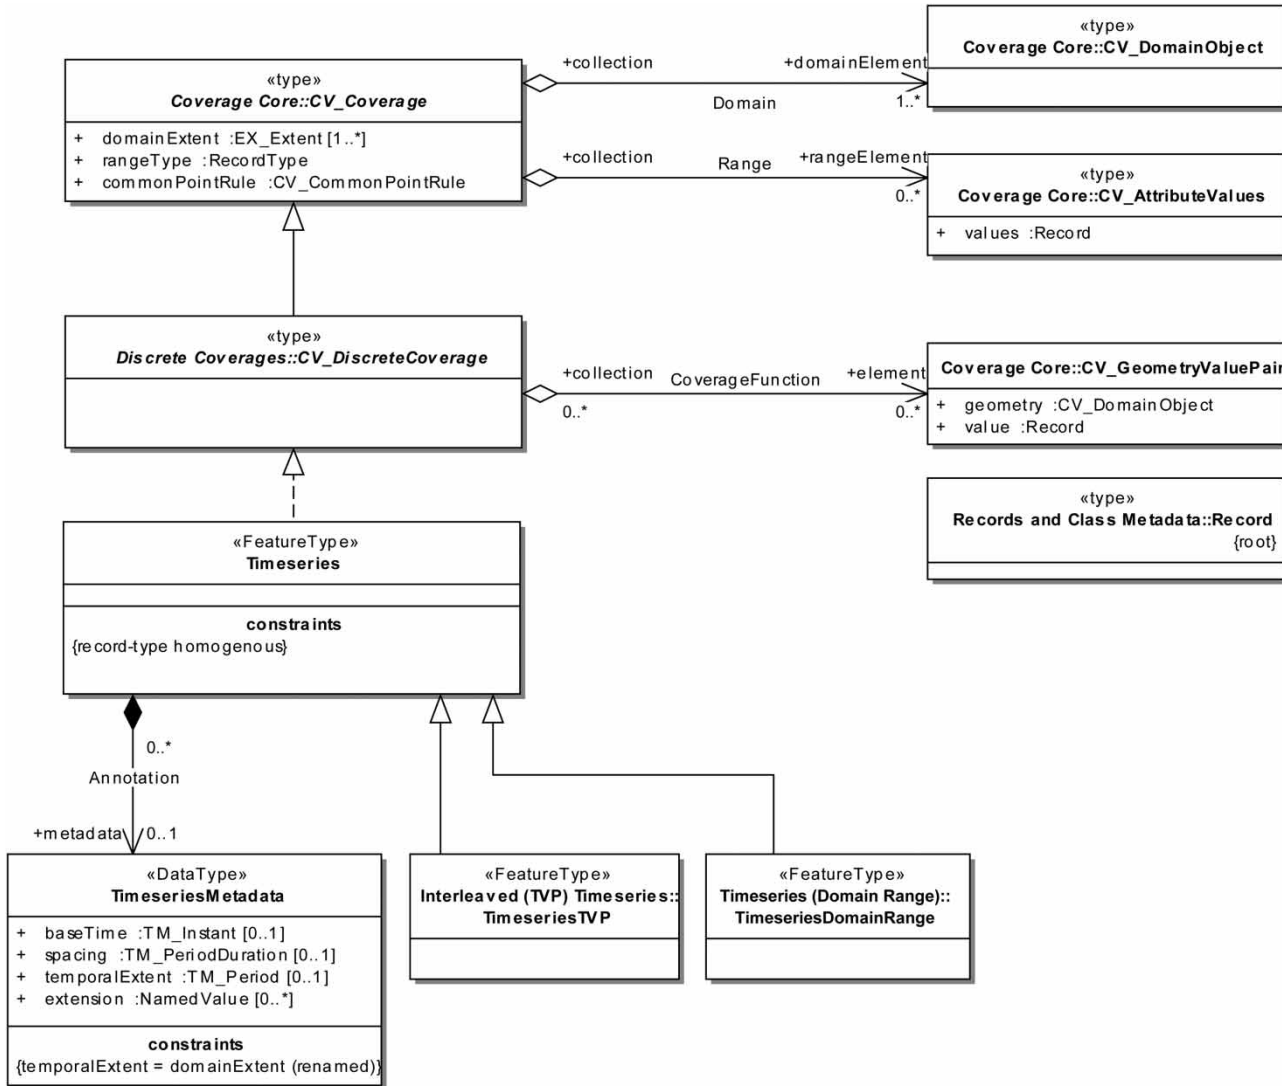 «type»
Coverage Core::CV_DomainObject
«type»
Coverage Core::CV_Coverage
+ domainExtent :EX_Extent [1..*]
+ rangeType :RecordType
+ commonPointRule :CV_CommonPointRule
+collection
+domainElement
Domain
1..*
+collection
Range
+rangeElement
0..*
«type»
Coverage Core::CV_AttributeValues
+ values :Record
«type»
Discrete Coverages::CV_DiscreteCoverage
+collection
CoverageFunction
+element
0..*
0..*
Coverage Core::CV_GeometryValuePair
+ geometry :CV_DomainObject
+ value :Record
«type»
Records and Class Metadata::Record
{root}
«FeatureType»
Timeseries
constraints
{record-type homogenous}
0..*
Annotation
+metadata
0..1
«DataType»
TimeseriesMetadata
+ baseTime :TM_Instant [0..1]
+ spacing :TM_PeriodDuration [0..1]
+ temporalExtent :TM_Period [0..1]
+ extension :NamedValue [0..*]
constraints
{temporalExtent = domainExtent (renamed)}
«FeatureType»
Interleaved (TVP) Timeseries::
TimeseriesTVP
«FeatureType»
Timeseries (Domain Range)::
TimeseriesDomainRange